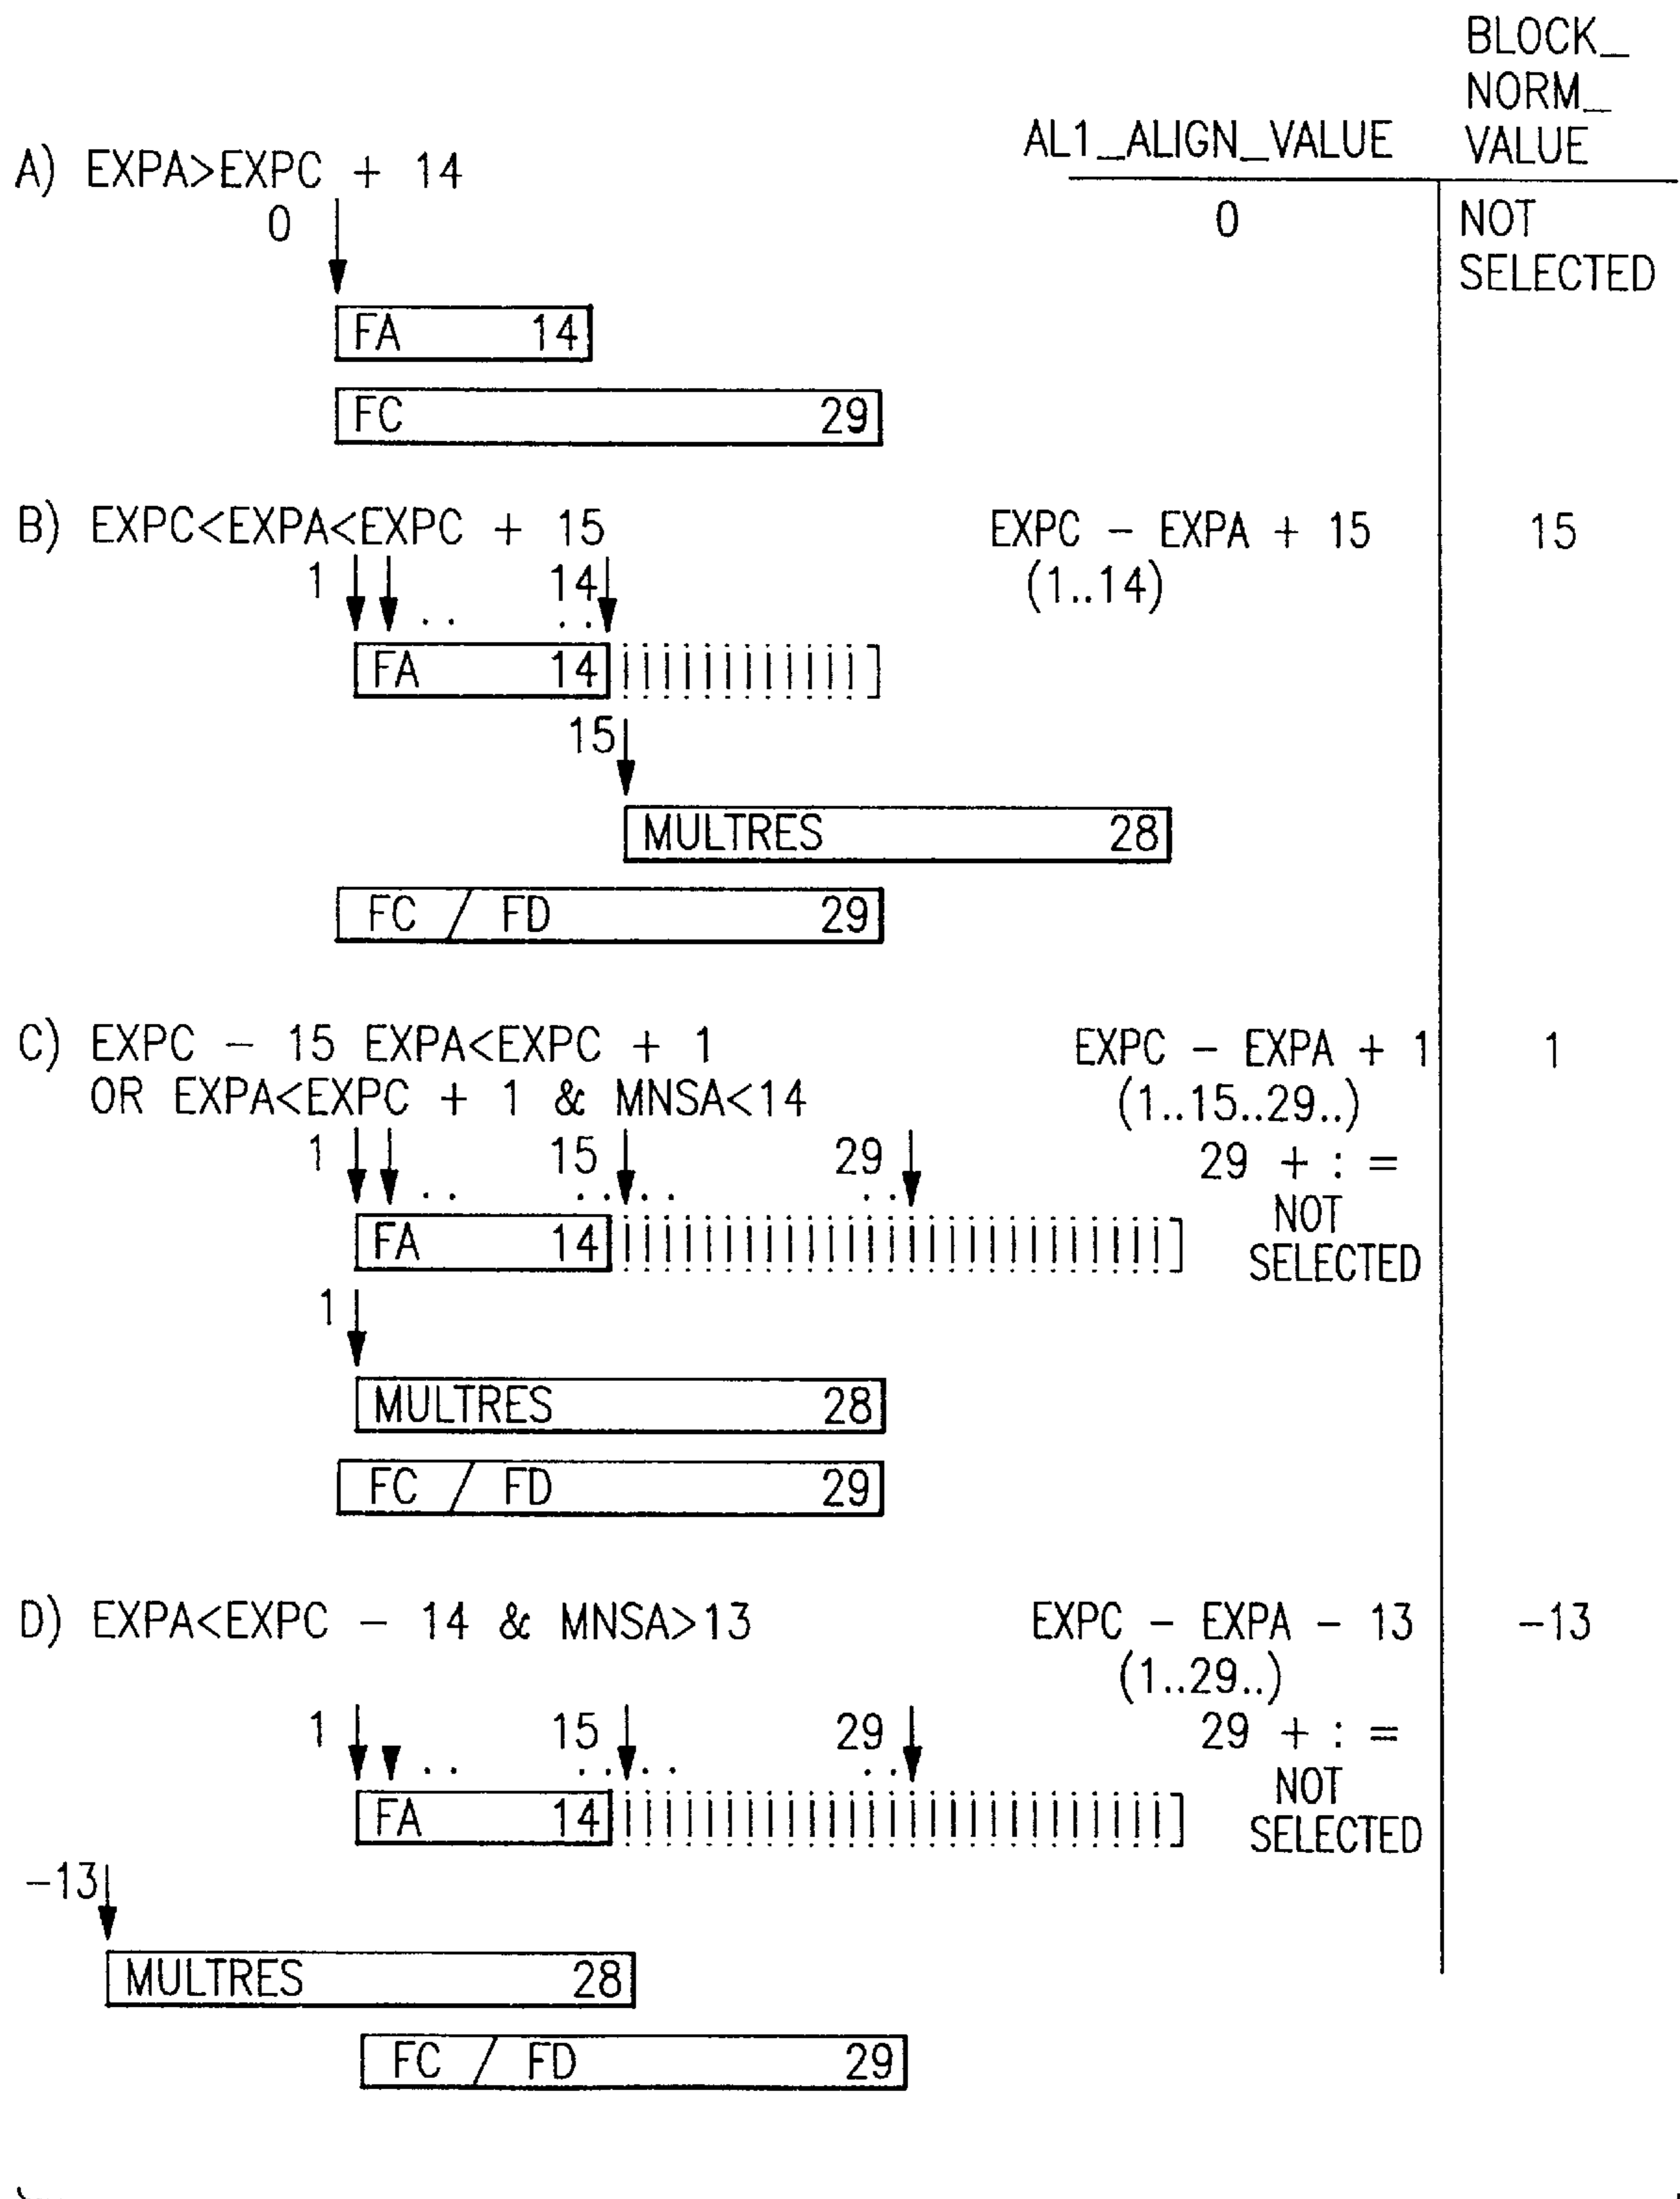 BLOCK_
NORM_
AL1_ALIGN_VALUE VALUE
A) EXPA>EXPC + 14
0 0 NOT
SELECTED
FA 14
FC 29
B) EXPC<EXPA<EXPC + 15 EXPC - EXPA + 15 15
1 14 (1..14)
.. ..
FA 14
15
MULTRES 28
FC / FD 29
C) EXPC - 15 EXPA<EXPC + 1 EXPC - EXPA + 1 1
OR EXPA<EXPC + 1 & MNSA<14 (1..15..29..)
1 15 29 29 + : =
.. .. .. ..
NOT
FA 14 SELECTED
1
MULTRES 28
FC / FD 29
D) EXPA<EXPC - 14 & MNSA>13 EXPC - EXPA - 13 -13
(1..29..)
1 15 29 29 + : =
.. .. .. ..
NOT
FA 14 SELECTED
-13
MULTRES 28
FC / FD 29